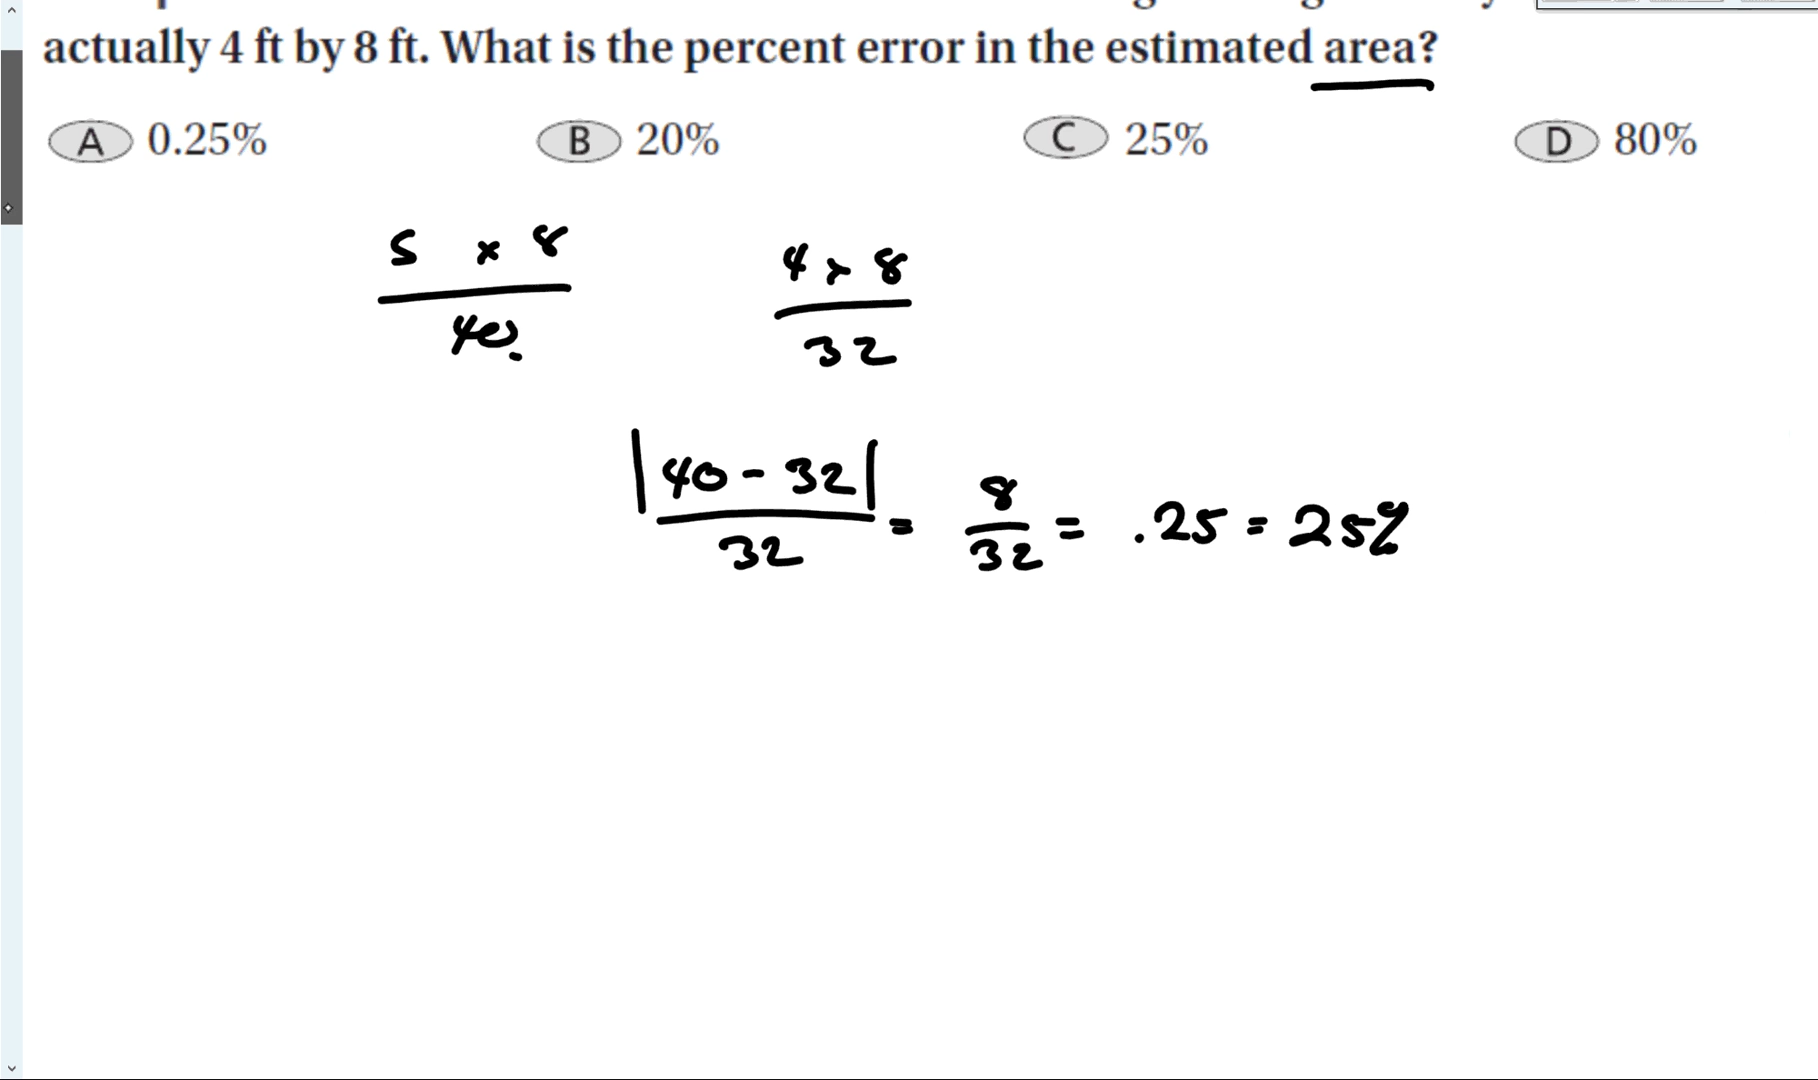 actually 4 ft by 8 ft. What is the percent error in the estimated area?
A 0.25% B 20% C 25% D 80%
5 x 8
40.
4 x 8
32
|40 - 32|
32
=
8
32
= .25 = 25%